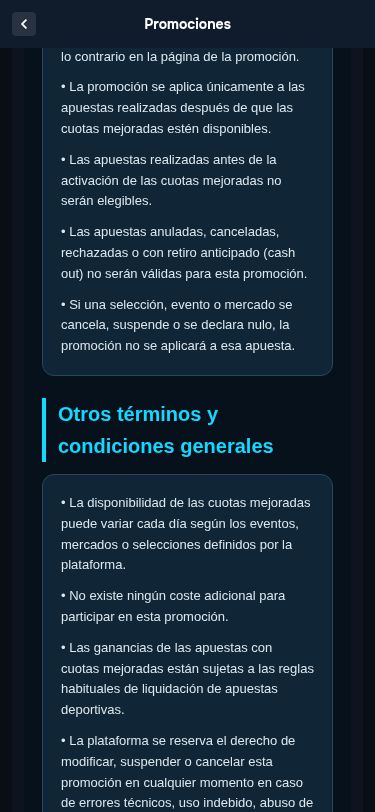 Promociones
lo contrario en la página de la promoción.
• La promoción se aplica únicamente a las
apuestas realizadas después de que las
cuotas mejoradas estén disponibles.
• Las apuestas realizadas antes de la
activación de las cuotas mejoradas no
serán elegibles.
• Las apuestas anuladas, canceladas,
rechazadas o con retiro anticipado (cash
out) no serán válidas para esta promoción.
• Si una selección, evento o mercado se
cancela, suspende o se declara nulo, la
promoción no se aplicará a esa apuesta.
Otros términos y
condiciones generales
• La disponibilidad de las cuotas mejoradas
puede variar cada día según los eventos,
mercados o selecciones definidos por la
plataforma.
• No existe ningún coste adicional para
participar en esta promoción.
• Las ganancias de las apuestas con
cuotas mejoradas están sujetas a las reglas
habituales de liquidación de apuestas
deportivas.
• La plataforma se reserva el derecho de
modificar, suspender o cancelar esta
promoción en cualquier momento en caso
de errores técnicos, uso indebido, abuso de